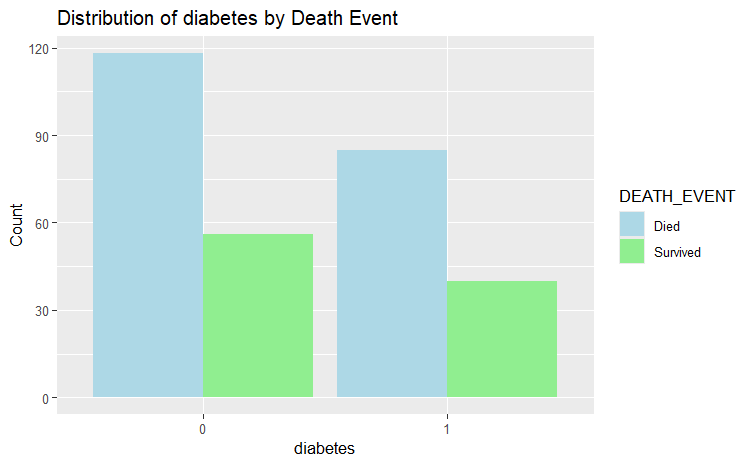 Distribution of diabetes by Death Event
120
90
60
30
0
Count
0
1
diabetes
DEATH_EVENT
Died
Survived